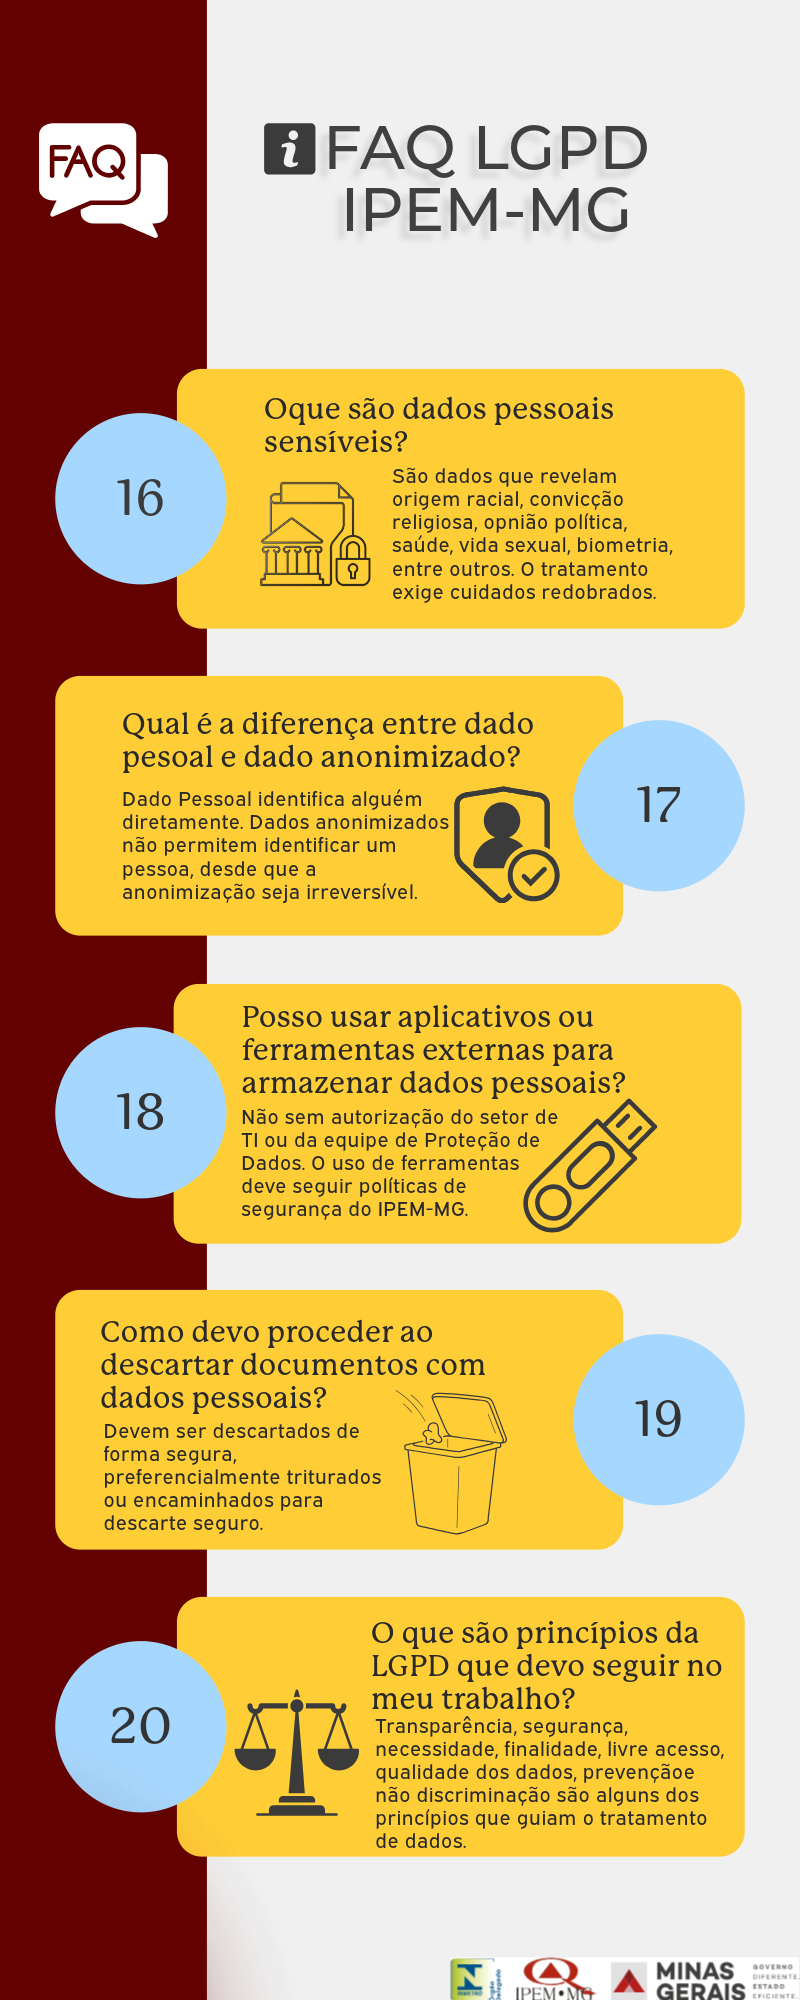 FAQ
i FAQ LGPD
IPEM-MG
16
Oque são dados pessoais
sensíveis?
São dados que revelam
origem racial, convicção
religiosa, opnião política,
saúde, vida sexual, biometria,
entre outros. O tratamento
exige cuidados redobrados.
17
Qual é a diferença entre dado
pesoal e dado anonimizado?
Dado Pessoal identifica alguém
diretamente. Dados anonimizados
não permitem identificar um
pessoa, desde que a
anonimização seja irreversível.
18
Posso usar aplicativos ou
ferramentas externas para
armazenar dados pessoais?
Não sem autorização do setor de
TI ou da equipe de Proteção de
Dados. O uso de ferramentas
deve seguir políticas de
segurança do IPEM-MG.
19
Como devo proceder ao
descartar documentos com
dados pessoais?
Devem ser descartados de
forma segura,
preferencialmente triturados
ou encaminhados para
descarte seguro.
20
O que são princípios da
LGPD que devo seguir no
meu trabalho?
Transparência, segurança,
necessidade, finalidade, livre acesso,
qualidade dos dados, prevençãoe
não discriminação são alguns dos
princípios que guiam o tratamento
de dados.
INMETRO
Órgão
Delegado
IPEM•MG
MINAS
GERAIS
GOVERNO
DIFERENTE.
ESTADO
EFICIENTE.